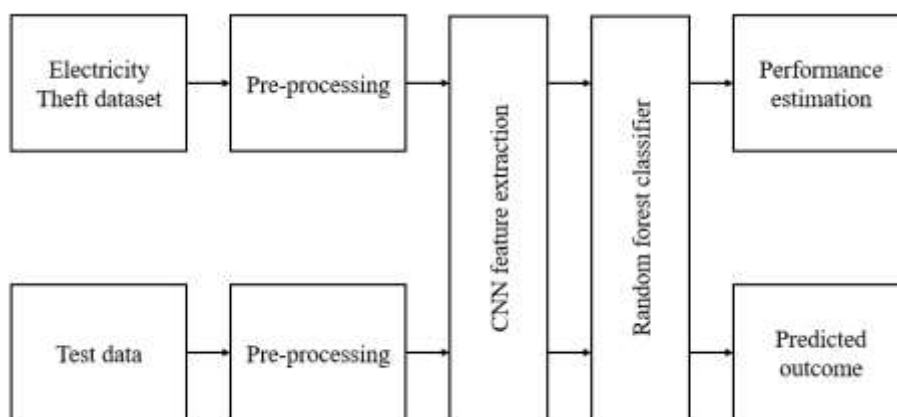 Electricity
Theft dataset
Pre-processing
CNN feature extraction
Random forest classifier
Performance
estimation
Test data
Pre-processing
Predicted
outcome